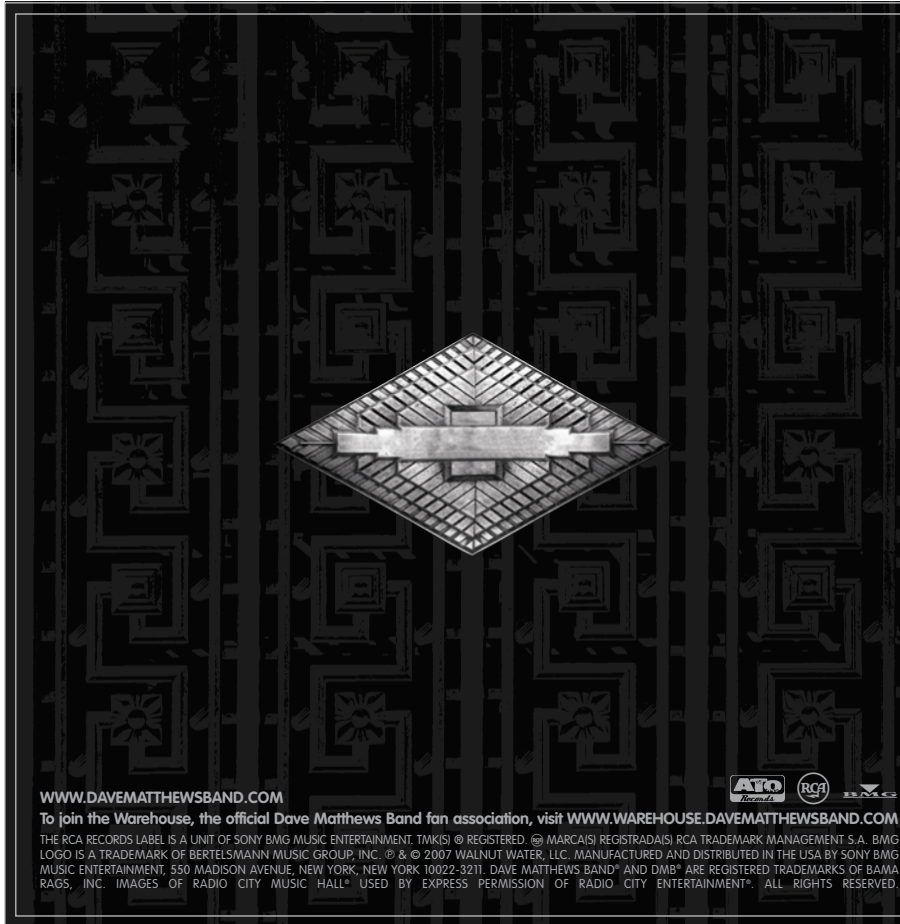 WWW.DAVEMATTHEWSBAND.COM
ATO Records RCA BMG
To join the Warehouse, the official Dave Matthews Band fan association, visit WWW.WAREHOUSE.DAVEMATTHEWSBAND.COM
THE RCA RECORDS LABEL IS A UNIT OF SONY BMG MUSIC ENTERTAINMENT. TMK(S) ® REGISTERED. MARCA(S) REGISTRADA(S) RCA TRADEMARK MANAGEMENT S.A. BMG
LOGO IS A TRADEMARK OF BERTELSMANN MUSIC GROUP, INC. ℗ & © 2007 WALNUT WATER, LLC. MANUFACTURED AND DISTRIBUTED IN THE USA BY SONY BMG
MUSIC ENTERTAINMENT, 550 MADISON AVENUE, NEW YORK, NEW YORK 10022-3211. DAVE MATTHEWS BAND® AND DMB® ARE REGISTERED TRADEMARKS OF BAMA
RAGS, INC. IMAGES OF RADIO CITY MUSIC HALL® USED BY EXPRESS PERMISSION OF RADIO CITY ENTERTAINMENT®. ALL RIGHTS RESERVED.